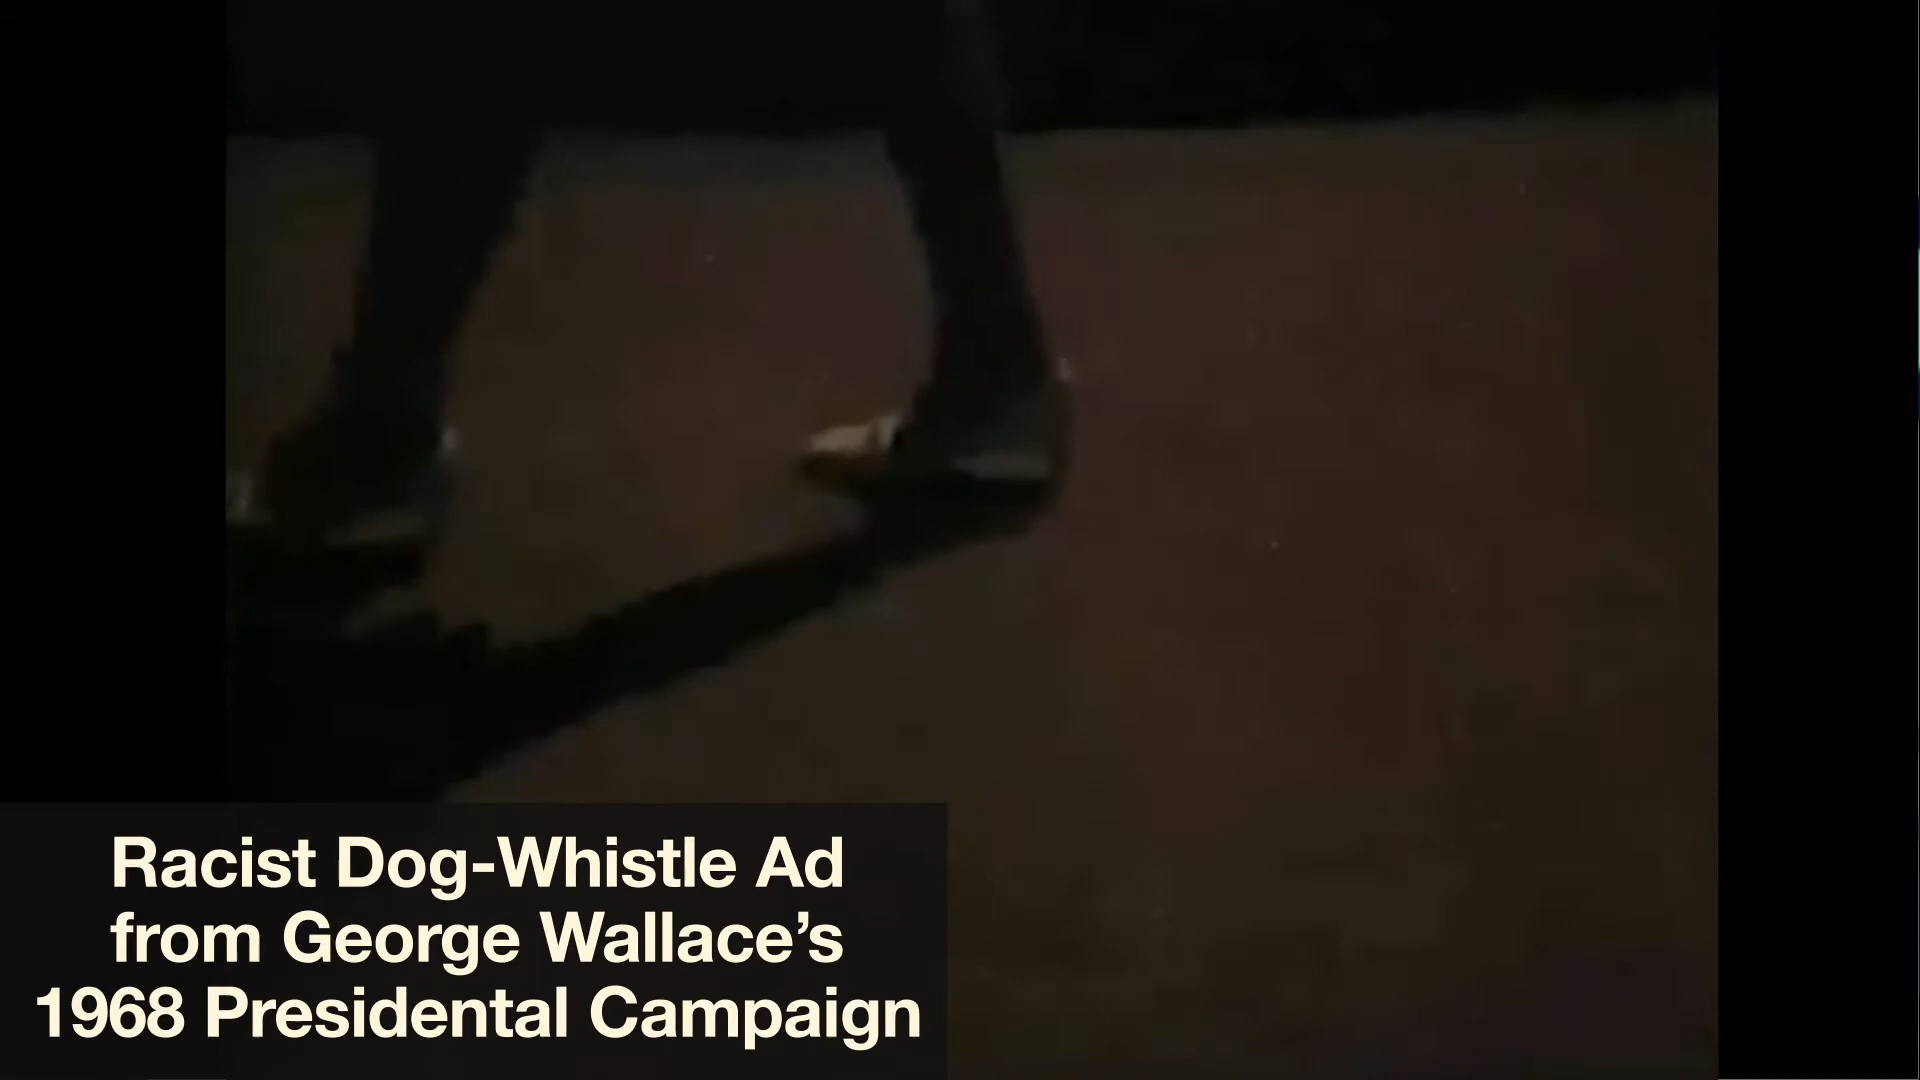 Racist Dog-Whistle Ad
from George Wallace’s
1968 Presidental Campaign